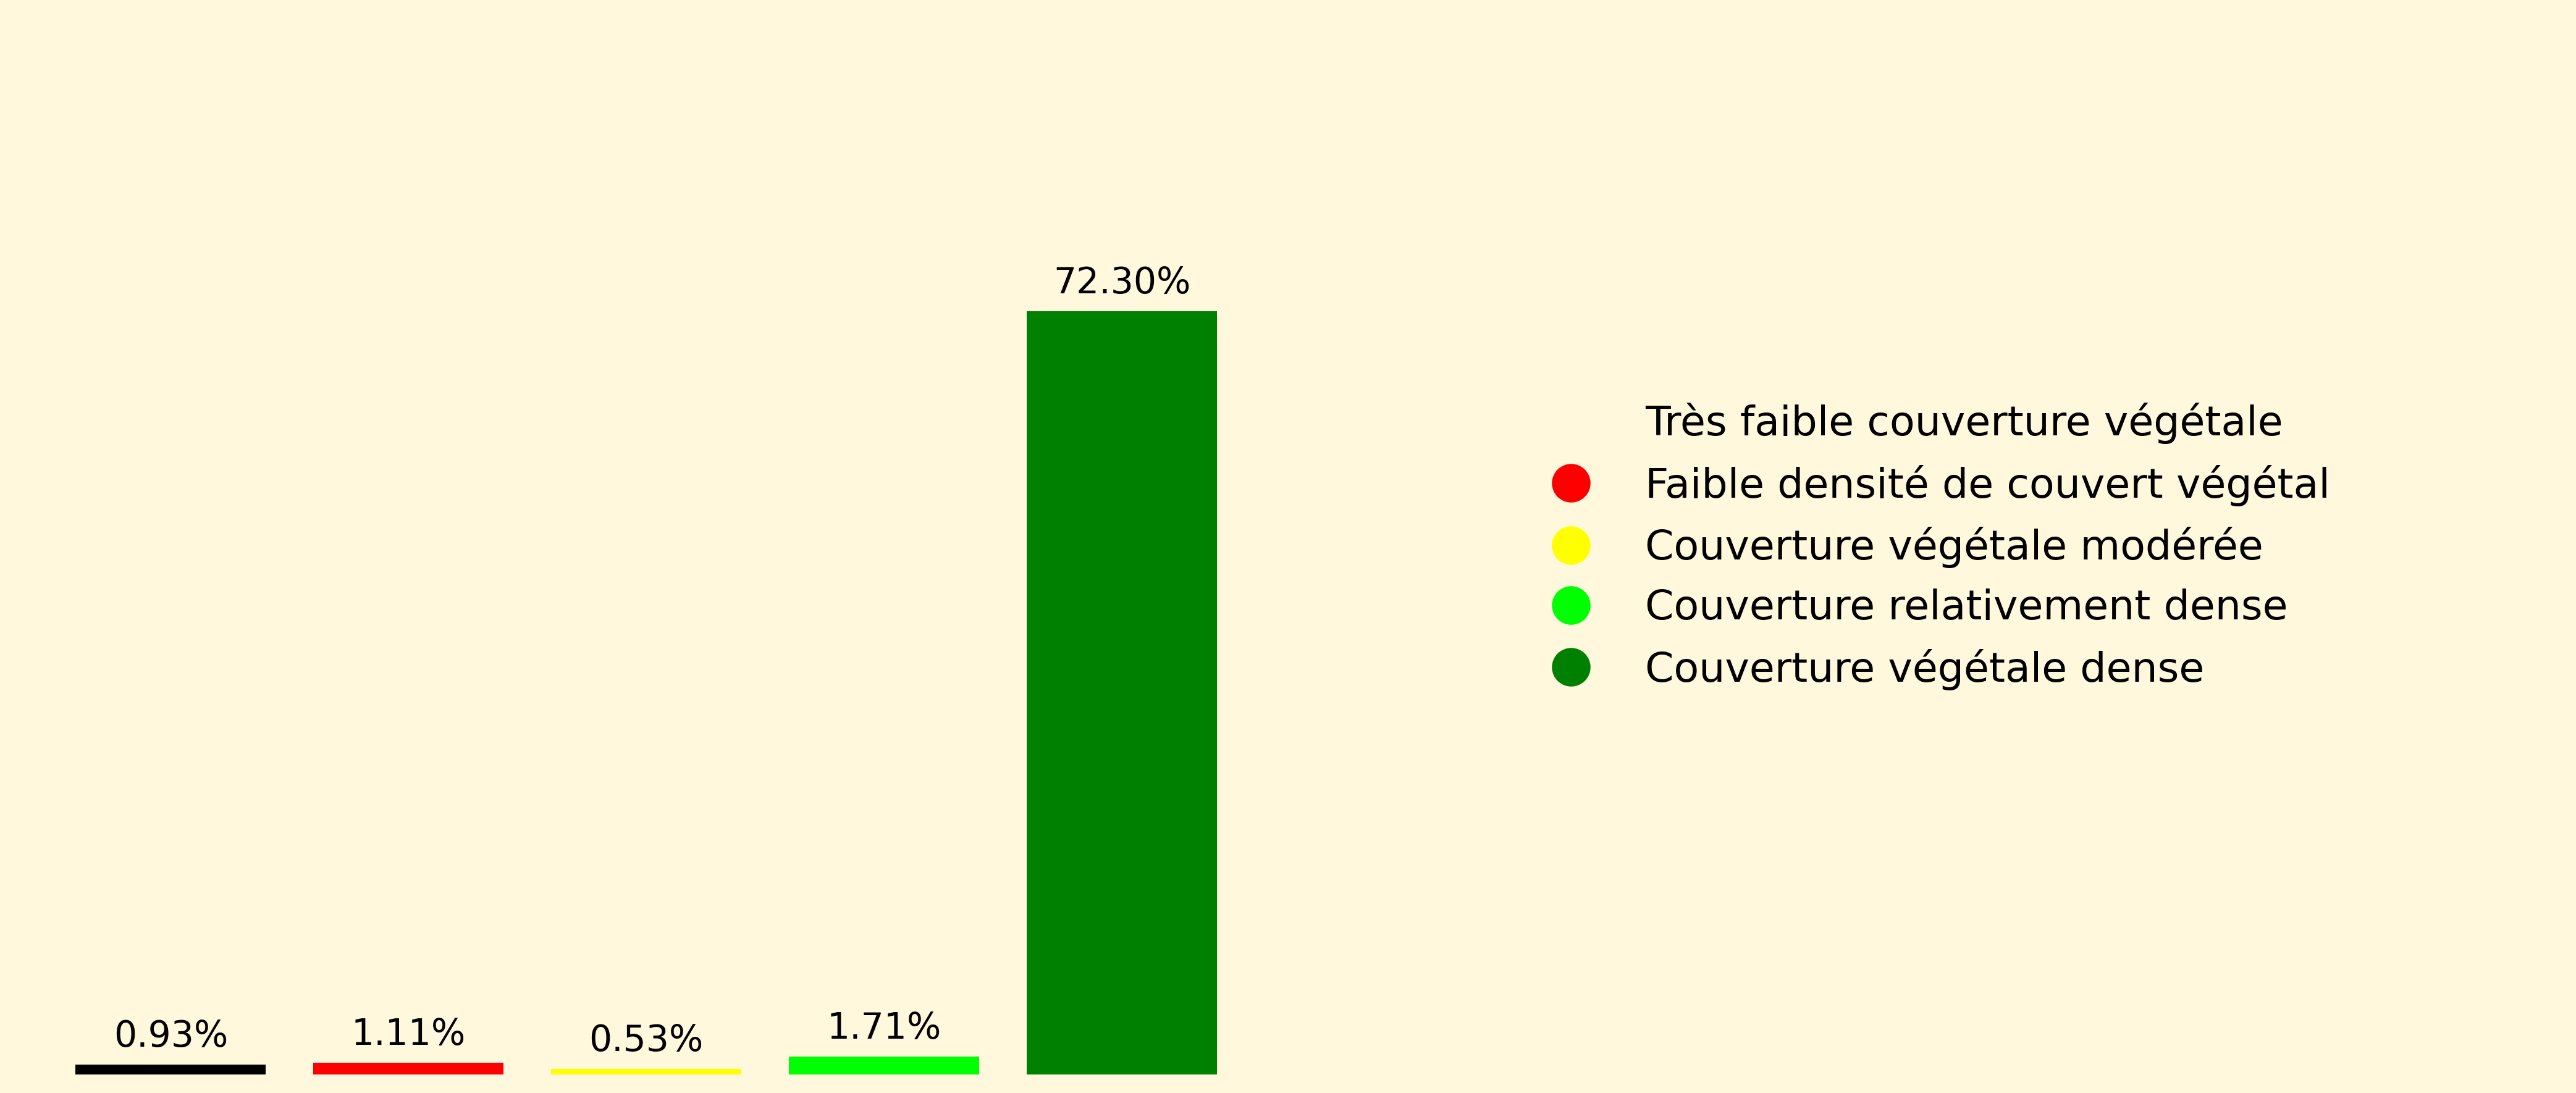 72.30%
0.93%
1.11%
0.53%
1.71%
Très faible couverture végétale
Faible densité de couvert végétal
Couverture végétale modérée
Couverture relativement dense
Couverture végétale dense